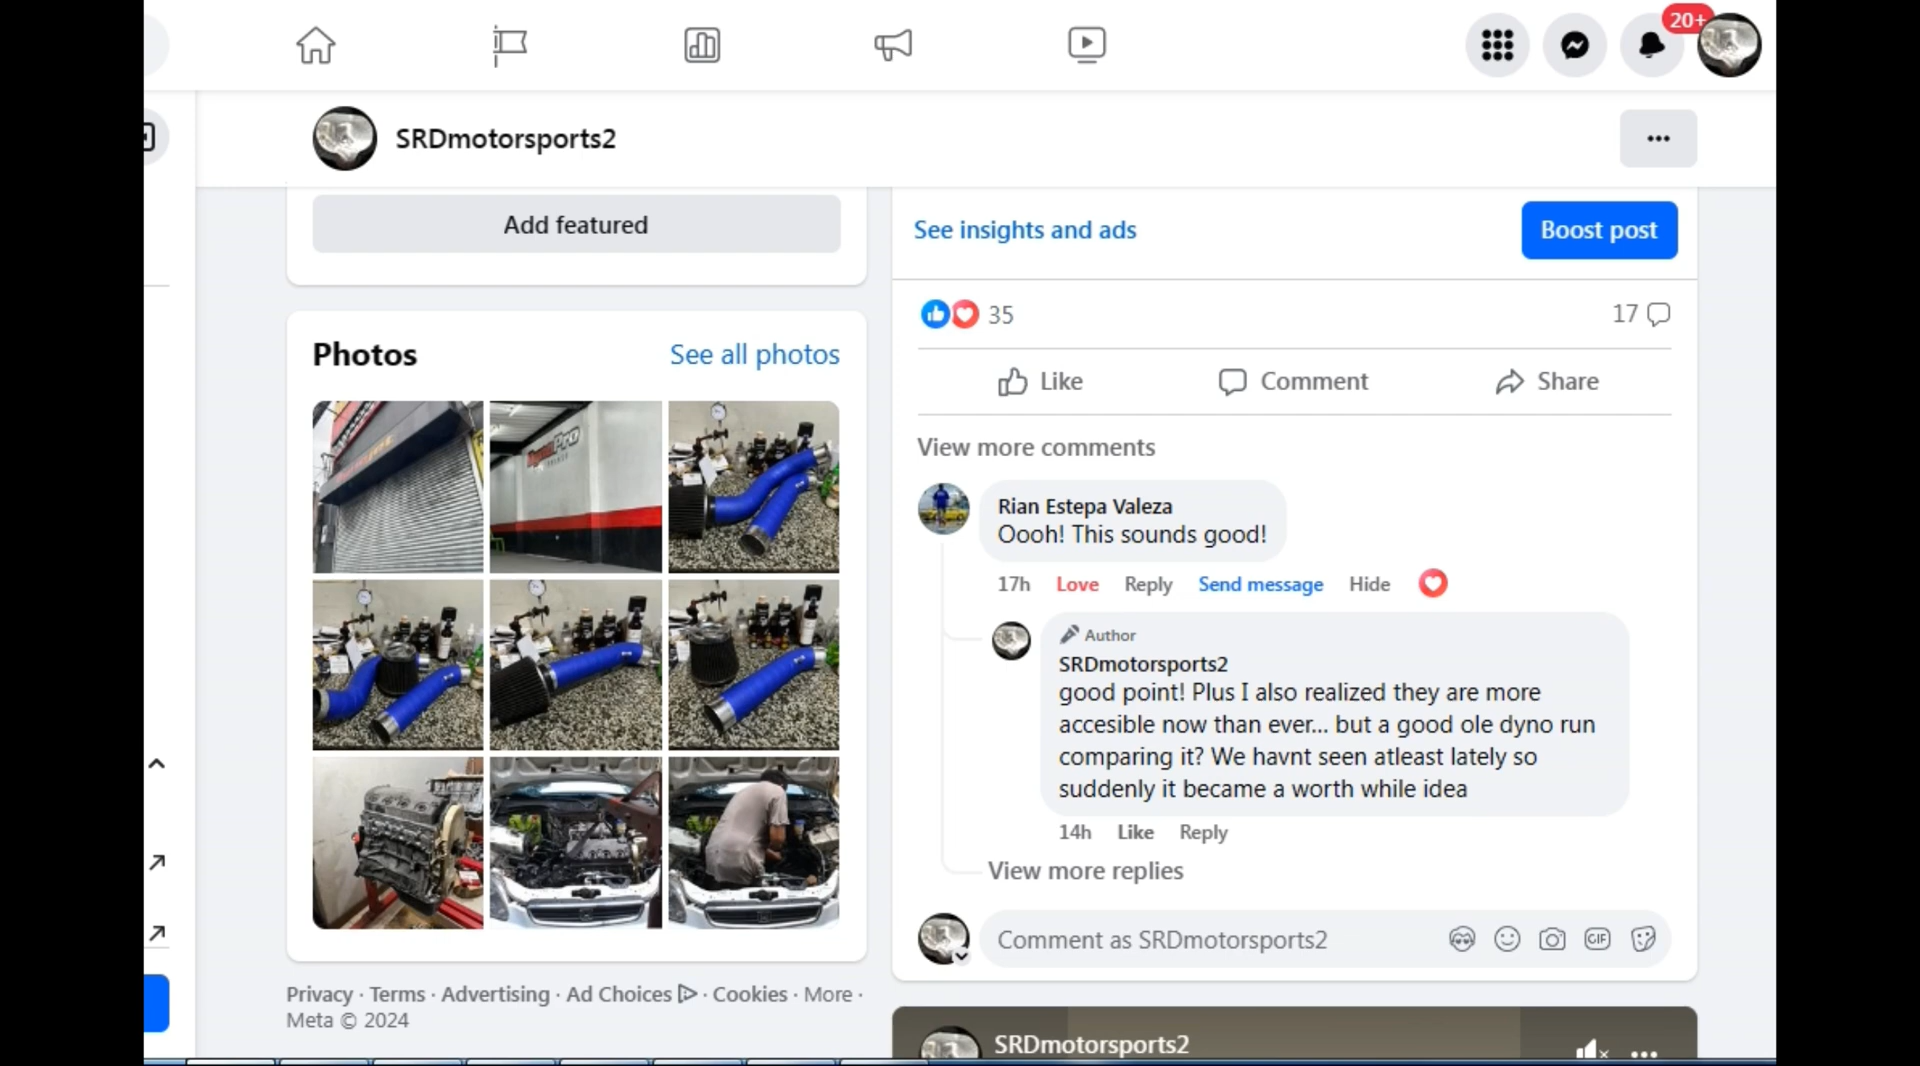 20+
SRDmotorsports2
Add featured
See insights and ads
Boost post
35
17
Photos
See all photos
Like
Comment
Share
View more comments
Rian Estepa Valeza
Oooh! This sounds good!
17h Love Reply Send message Hide
Author
SRDmotorsports2
good point! Plus I also realized they are more
accesible now than ever... but a good ole dyno run
comparing it? We havnt seen atleast lately so
suddenly it became a worth while idea
14h Like Reply
View more replies
Comment as SRDmotorsports2
GIF
Privacy · Terms · Advertising · Ad Choices · Cookies · More ·
Meta © 2024
SRDmotorsports2